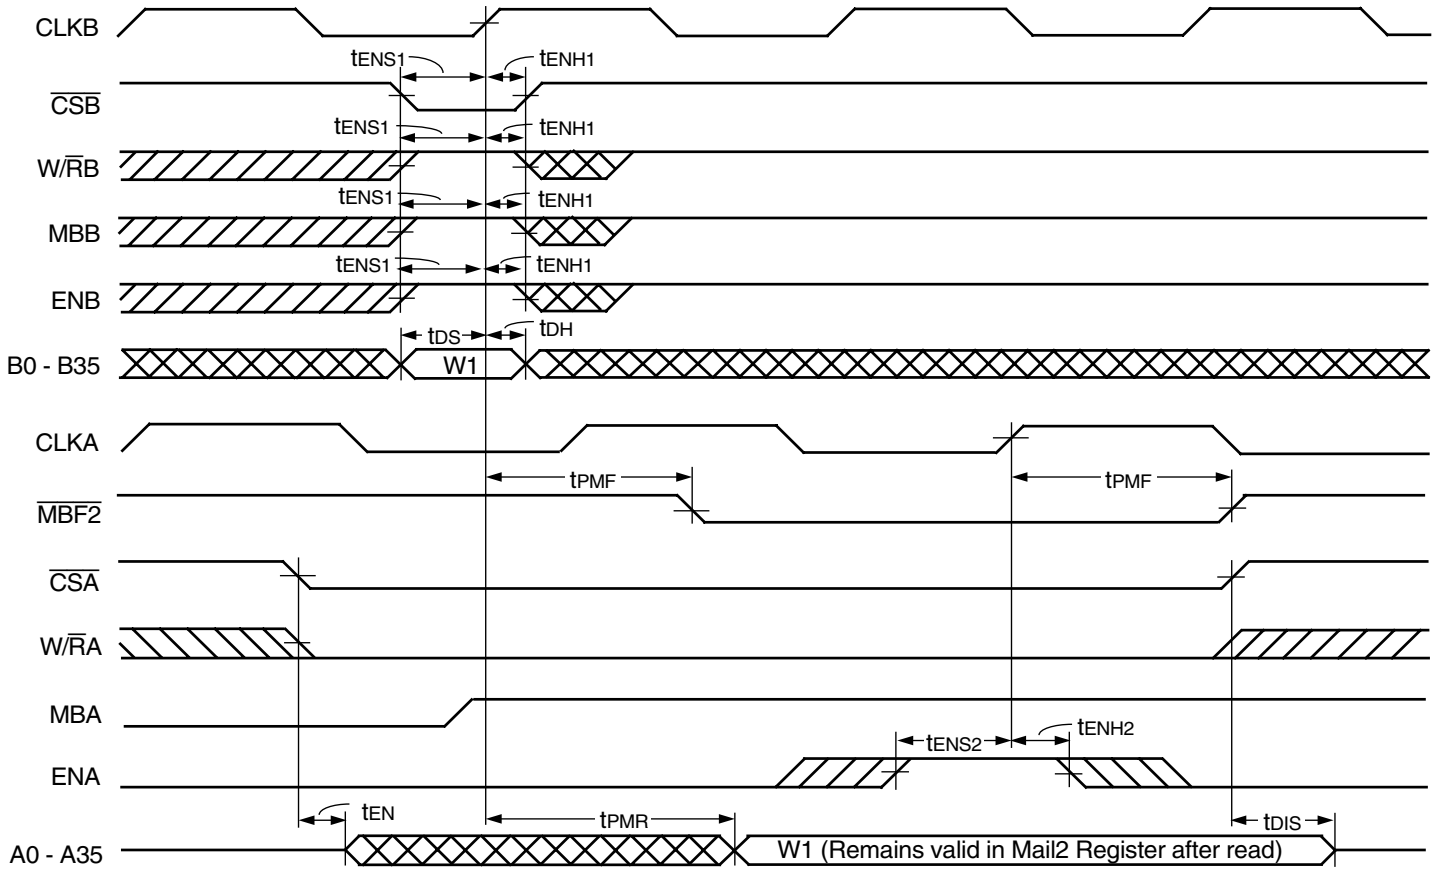 CLKB
tENS1 tENH1
CSB
tENS1 tENH1
W/RB
tENS1 tENH1
MBB
tENS1 tENH1
ENB
tDS tDH
B0 - B35 W1
CLKA
tPMF tPMF
MBF2
CSA
W/RA
MBA
tENS2 tENH2
ENA
tEN tPMR tDIS
A0 - A35 W1 (Remains valid in Mail2 Register after read)